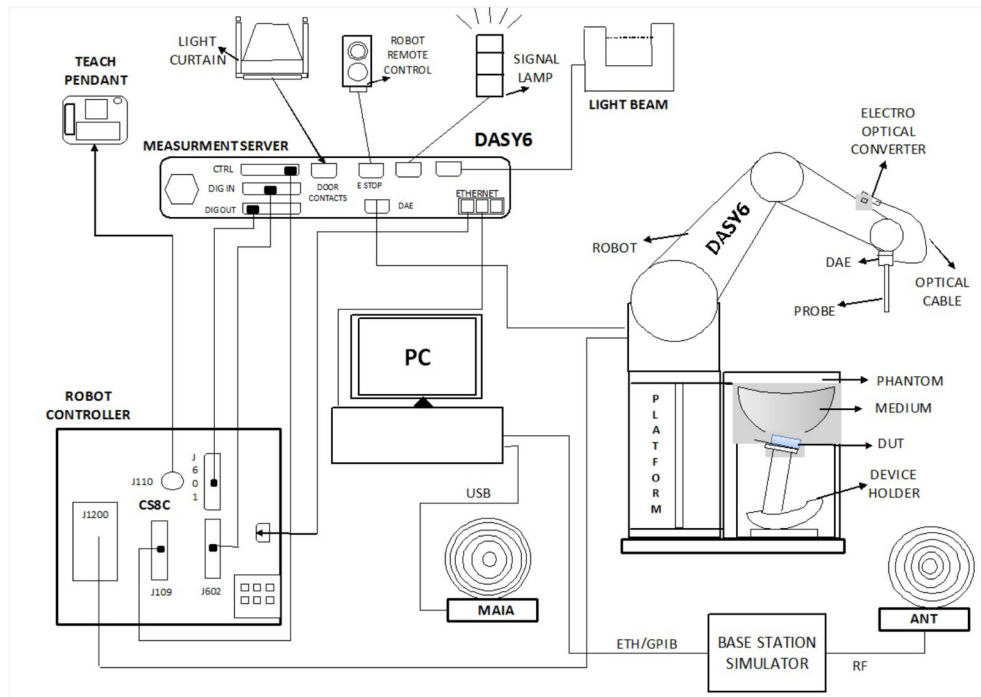 LIGHT
CURTAIN
ROBOT
REMOTE
CONTROL
SIGNAL
LAMP
LIGHT BEAM
TEACH
PENDANT
MEASURMENT SERVER
DASY6
CTRL
DIG IN
DIG OUT
DOOR
CONTACTS
E STOP
DAE
ETHERNET
ELECTRO
OPTICAL
CONVERTER
ROBOT
DASY6
DAE
OPTICAL
CABLE
PROBE
PC
PLATFORM
PHANTOM
MEDIUM
DUT
DEVICE
HOLDER
ROBOT
CONTROLLER
J110
J601
CS8C
J1200
J109
J602
USB
MAIA
ETH/GPIB
BASE STATION
SIMULATOR
RF
ANT